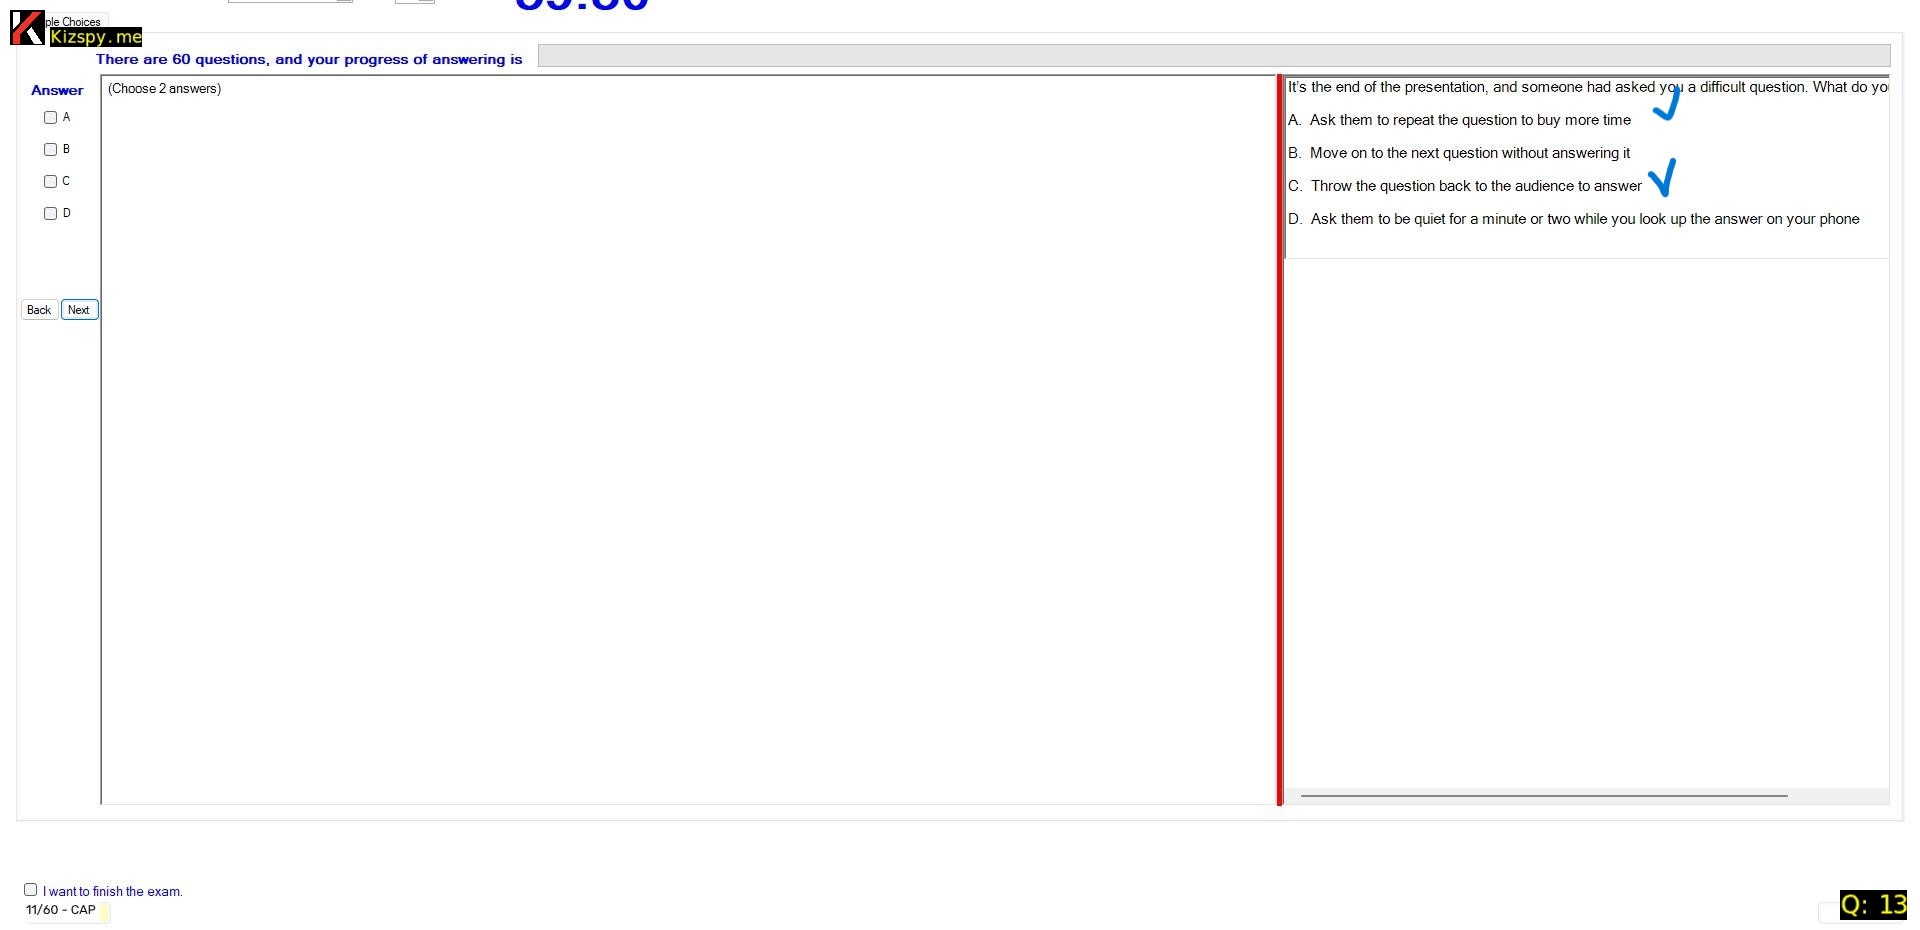 ple Choices
Kizspy.me
There are 60 questions, and your progress of answering is
Answer
(Choose 2 answers)
A
B
C
D
Back
Next
It's the end of the presentation, and someone had asked you a difficult question. What do yo
A. Ask them to repeat the question to buy more time
B. Move on to the next question without answering it
C. Throw the question back to the audience to answer
D. Ask them to be quiet for a minute or two while you look up the answer on your phone
I want to finish the exam.
11/60 - CAP
Q: 13